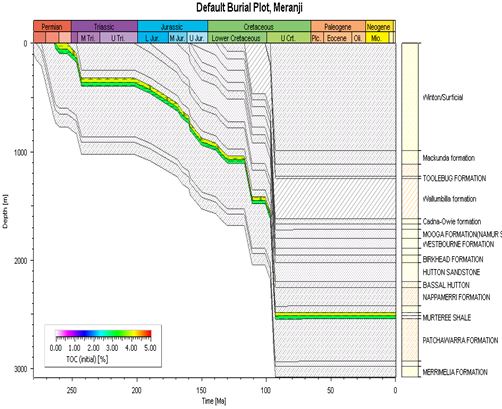 Default Burial Plot, Meranji
Permian Triassic Jurassic Cretaceous Paleogene Neogene
M Tri. U Tri. L Jur. M Jur. U Jur. Lower Cretaceous U Crt. Plc. Eocene Oli. Mio.
0
Winton/Surficial
Mackunda formation
1000
TOOLEBUG FORMATION
Wallumbilla formation
Cadna-Owie formation
MOOGA FORMATION(NAMUR S
WESTBOURNE FORMATION
2000
BIRKHEAD FORMATION
HUTTON SANDSTONE
BASSAL HUTTON
NAPPAMERRI FORMATION
MURTEREE SHALE
PATCHAWARRA FORMATION
3000
MERRIMELIA FORMATION
Depth [m]
0.00 1.00 2.00 3.00 4.00 5.00
TOC (initial) [%]
250 200 150 100 50 0
Time [Ma]